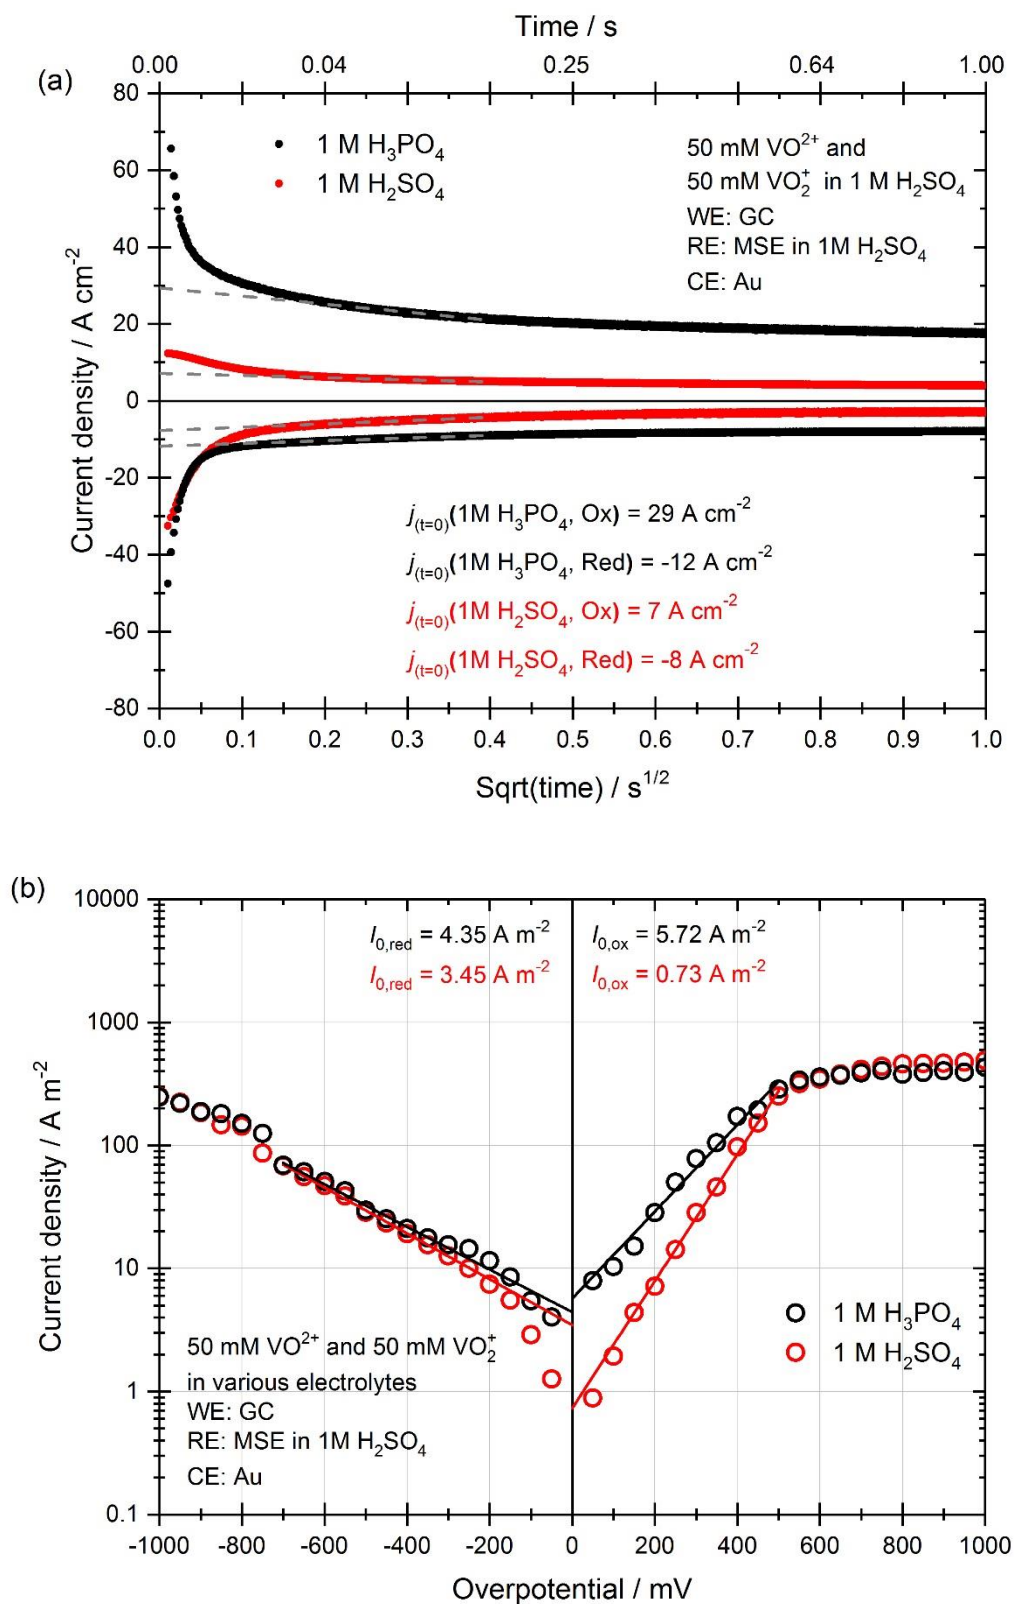 Time / s
(a)
0.00 0.04 0.25 0.64 1.00
80
60
40
20
0
-20
-40
-60
-80
Current density / A cm⁻²
1 M H₃PO₄
1 M H₂SO₄
50 mM VO²⁺ and
50 mM VO₂⁺ in 1 M H₂SO₄
WE: GC
RE: MSE in 1M H₂SO₄
CE: Au
j₍ₜ₌₀₎(1M H₃PO₄, Ox) = 29 A cm⁻²
j₍ₜ₌₀₎(1M H₃PO₄, Red) = -12 A cm⁻²
j₍ₜ₌₀₎(1M H₂SO₄, Ox) = 7 A cm⁻²
j₍ₜ₌₀₎(1M H₂SO₄, Red) = -8 A cm⁻²
0.0 0.1 0.2 0.3 0.4 0.5 0.6 0.7 0.8 0.9 1.0
Sqrt(time) / s¹ᐟ²
(b)
10000
1000
100
10
1
0.1
Current density / A m⁻²
I₀,red = 4.35 A m⁻²
I₀,red = 3.45 A m⁻²
I₀,ox = 5.72 A m⁻²
I₀,ox = 0.73 A m⁻²
1 M H₃PO₄
1 M H₂SO₄
50 mM VO²⁺ and 50 mM VO₂⁺
in various electrolytes
WE: GC
RE: MSE in 1M H₂SO₄
CE: Au
-1000 -800 -600 -400 -200 0 200 400 600 800 1000
Overpotential / mV